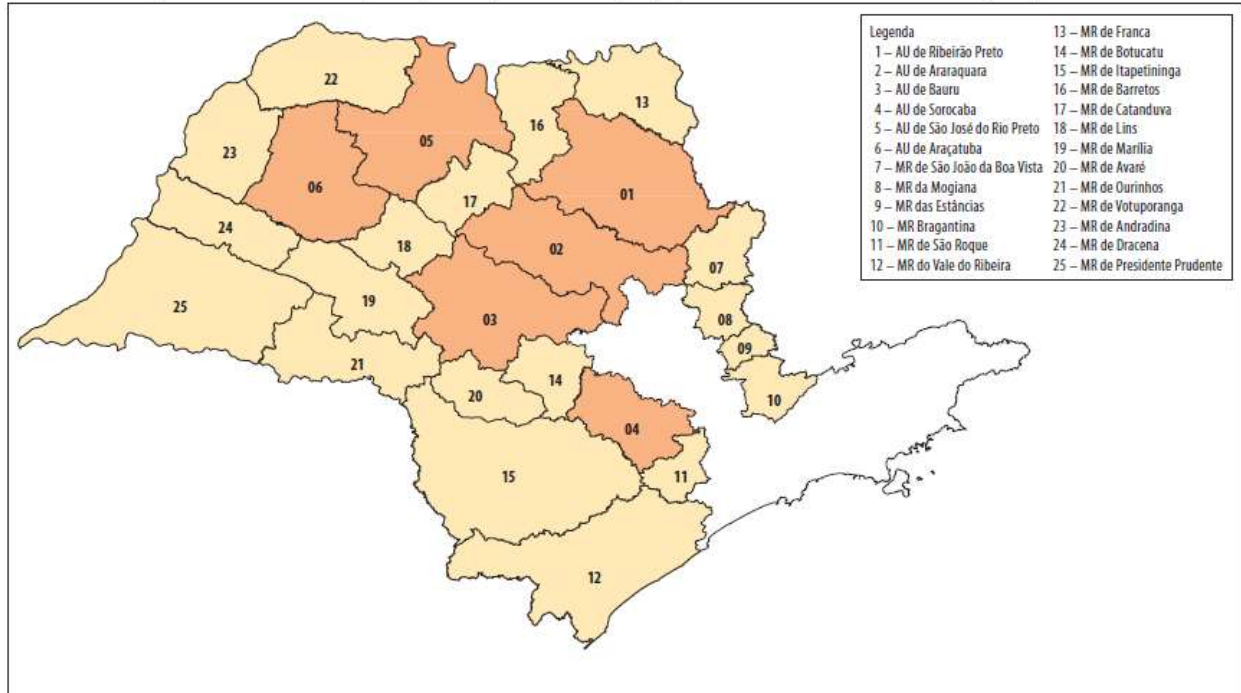 Legenda
1 – AU de Ribeirão Preto
2 – AU de Araraquara
3 – AU de Bauru
4 – AU de Sorocaba
5 – AU de São José do Rio Preto
6 – AU de Araçatuba
7 – MR de São João da Boa Vista
8 – MR da Mogiana
9 – MR das Estâncias
10 – MR Bragantina
11 – MR de São Roque
12 – MR do Vale do Ribeira
13 – MR de Franca
14 – MR de Botucatu
15 – MR de Itapetininga
16 – MR de Barretos
17 – MR de Catanduva
18 – MR de Lins
19 – MR de Marília
20 – MR de Avaré
21 – MR de Ourinhos
22 – MR de Votuporanga
23 – MR de Andradina
24 – MR de Dracena
25 – MR de Presidente Prudente
22
13
05
16
23
06
01
17
24
18
02
07
19
25
03
08
09
21
14
20
10
04
11
15
12